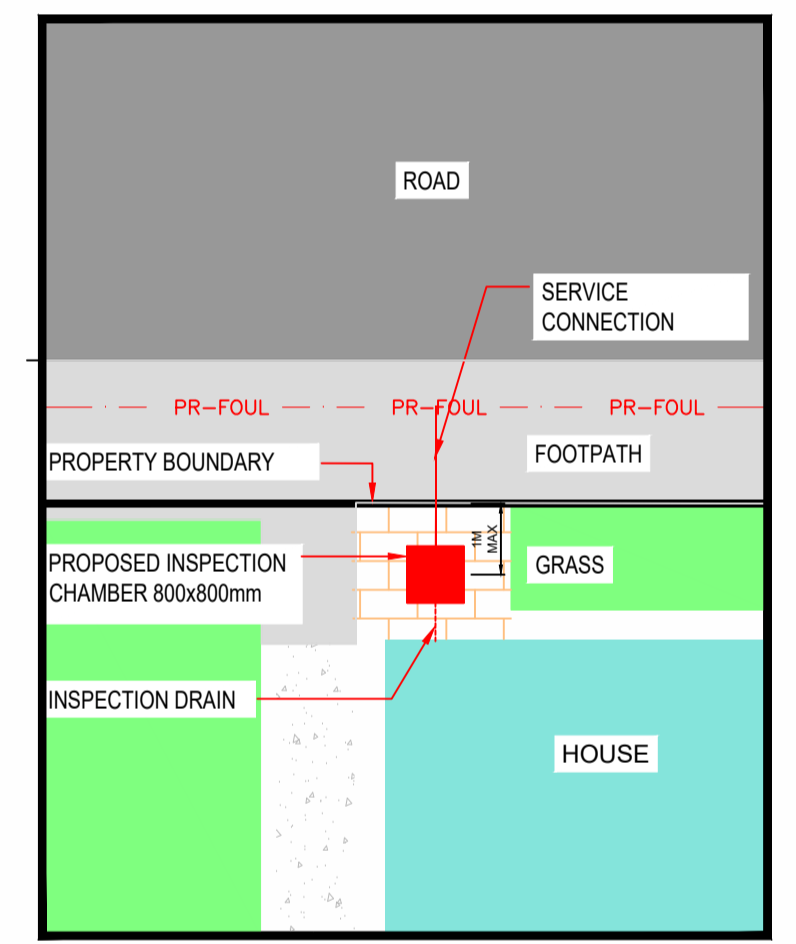 ROAD
SERVICE
CONNECTION
PR-FOUL PR-FOUL PR-FOUL
PROPERTY BOUNDARY
FOOTPATH
1M
MAX
PROPOSED INSPECTION
CHAMBER 800x800mm
GRASS
INSPECTION DRAIN
HOUSE